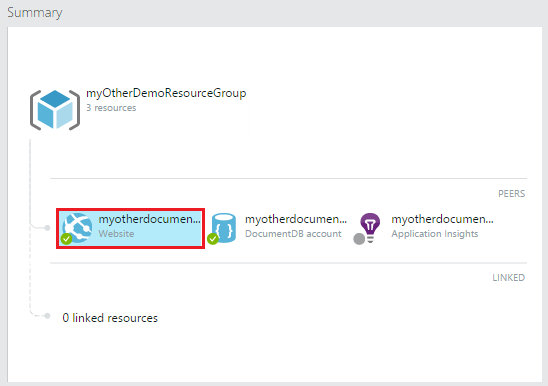 Summary
myOtherDemoResourceGroup
3 resources
PEERS
myotherdocumen...
Website
myotherdocumen...
DocumentDB account
myotherdocumen...
Application Insights
LINKED
0 linked resources